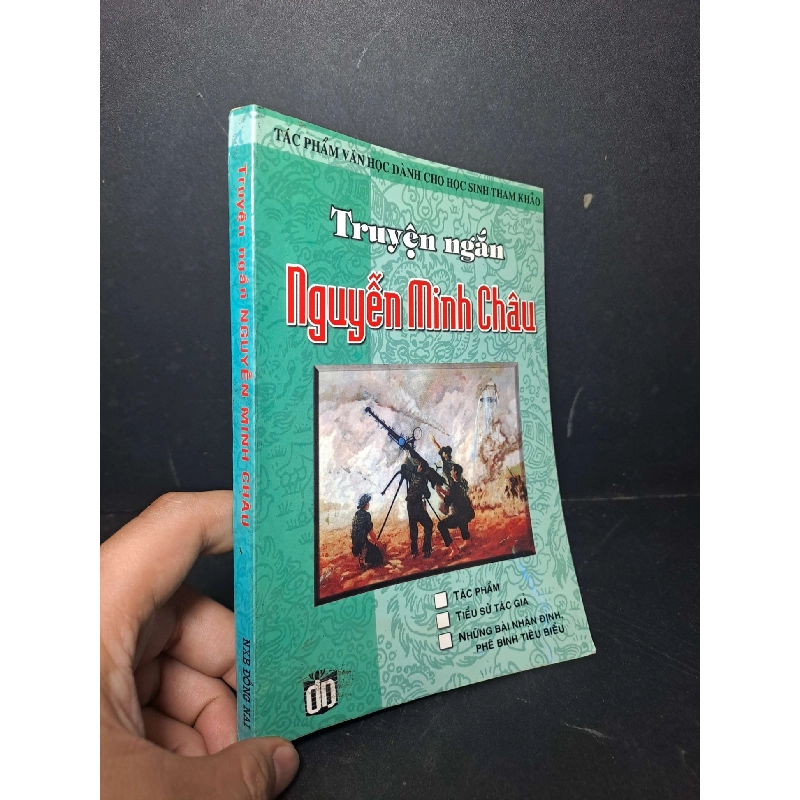 TÁC PHẨM VĂN HỌC DÀNH CHO HỌC SINH THAM KHẢO
Truyện ngắn
Nguyễn Minh Châu
TÁC PHẨM
TIỂU SỬ TÁC GIẢ
NHỮNG BÀI NHẬN ĐỊNH,
PHÊ BÌNH TIÊU BIỂU
Truyện ngắn NGUYỄN MINH CHÂU
NXB ĐỒNG NAI